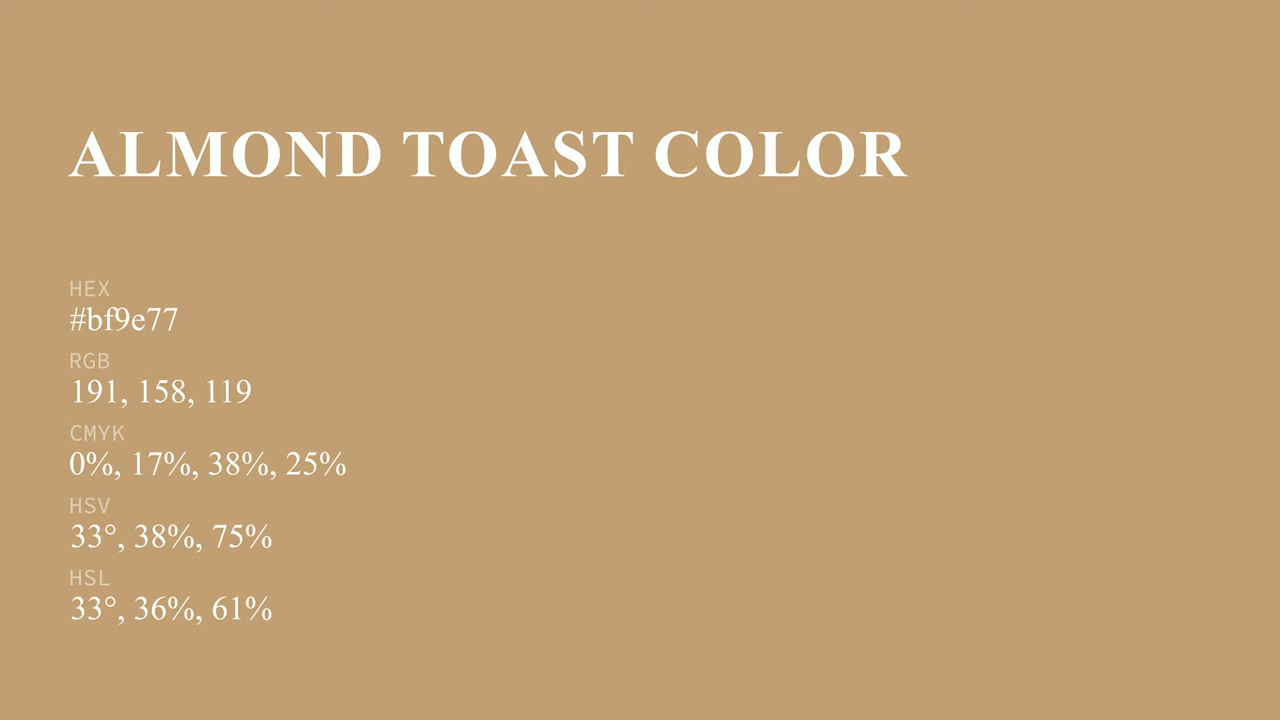 ALMOND TOAST COLOR
HEX
#bf9e77
RGB
191, 158, 119
CMYK
0%, 17%, 38%, 25%
HSV
33°, 38%, 75%
HSL
33°, 36%, 61%